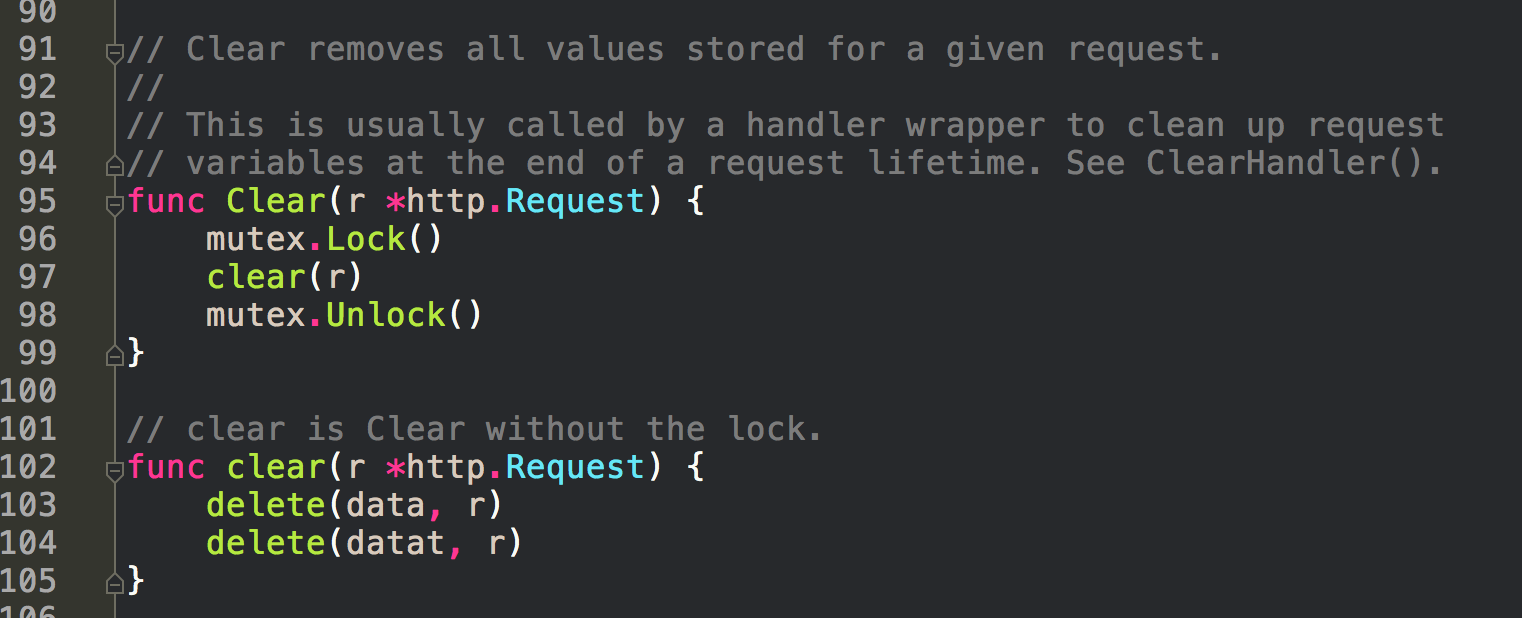 90
91 // Clear removes all values stored for a given request.
92 //
93 // This is usually called by a handler wrapper to clean up request
94 // variables at the end of a request lifetime. See ClearHandler().
95 func Clear(r *http.Request) {
96     mutex.Lock()
97     clear(r)
98     mutex.Unlock()
99 }
100
101 // clear is Clear without the lock.
102 func clear(r *http.Request) {
103     delete(data, r)
104     delete(datat, r)
105 }
106